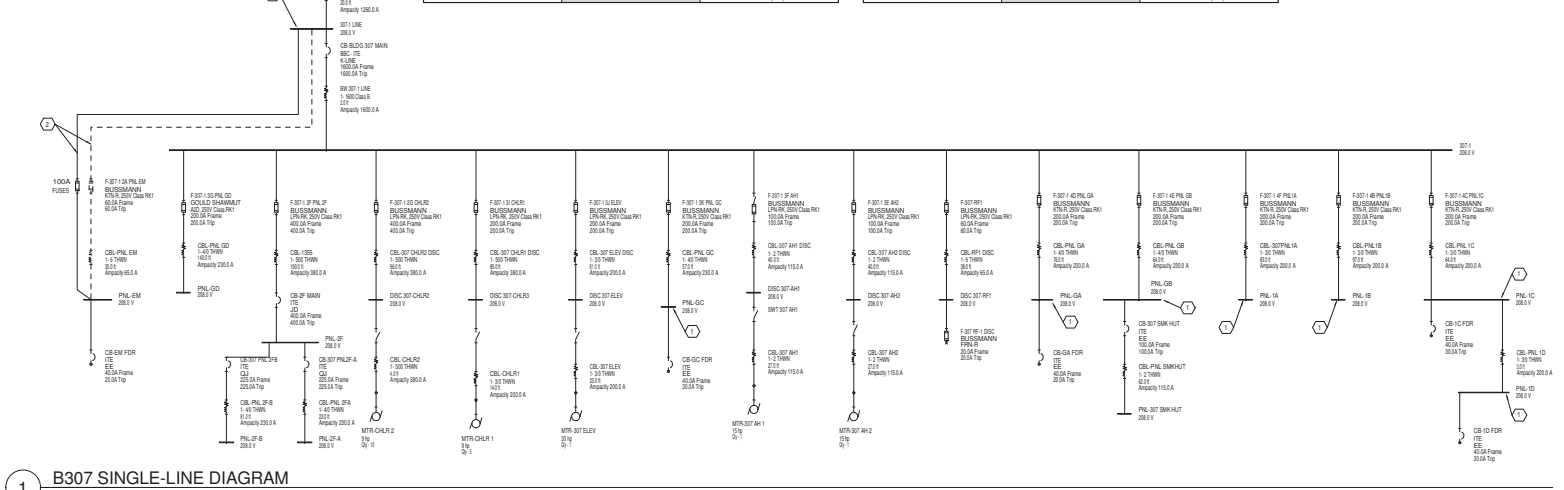 20.0 ft
Ampacity 1260.0 A
307-1 LINE
208.0 V
CB-BLDG 307 MAIN
BBC - ITE
K-LINE
1600.0A Frame
1600.0A Trip
BW 307-1 LINE
1- 1600 Class B
2.0 ft
Ampacity 1600.0 A
2
307-1
208.0 V
100A
FUSES
F-307-1 2A PNL EM
BUSSMANN
KTN-R, 250V Class RK1
60.0A Frame
60.0A Trip
CBL-PNL EM
1- 6 THWN
Ampacity 65.0 A
PNL-EM
208.0 V
CB-EM FDR
ITE
EE
40.0A Frame
20.0A Trip
F-307-1 3G PNL GD
GOULD SHAWMUT
A2D, 250V Class RK1
200.0A Frame
200.0A Trip
CBL-PNL GD
1- 4/0 THWN
140.0 ft
Ampacity 230.0 A
PNL-GD
208.0 V
F-307-1 2F PNL 2F
BUSSMANN
LPN-RK, 250V Class RK1
400.0A Frame
400.0A Trip
CBL-1355
1- 500 THWN
Ampacity 380.0 A
CB-2F MAIN
ITE
JD
400.0A Frame
400.0A Trip
PNL-2F
208.0 V
CB-307 PNL 2FB
ITE
QJ
225.0A Frame
225.0A Trip
CBL-PNL 2F-B
1- 4/0 THWN
81.0 ft
Ampacity 230.0 A
PNL-2F-B
208.0 V
CB-307 PNL2F-A
ITE
QJ
225.0A Frame
225.0A Trip
CBL-PNL 2FA
1- 4/0 THWN
23.0 ft
Ampacity 230.0 A
PNL-2F-A
208.0 V
F-307-1 2G CHLR2
BUSSMANN
LPN-RK, 250V Class RK1
400.0A Frame
400.0A Trip
CBL-307 CHLR2 DISC
1- 500 THWN
96.0 ft
Ampacity 380.0 A
DISC 307-CHLR2
208.0 V
CBL-CHLR2
1- 500 THWN
4.0 ft
Ampacity 380.0 A
MTR-CHLR 2
9 hp
Qty - 10
F-307-1 3I CHLR1
BUSSMANN
LPN-RK, 250V Class RK1
200.0A Frame
200.0A Trip
CBL-307 CHLR1 DISC
1- 500 THWN
86.0 ft
Ampacity 380.0 A
DISC 307-CHLR3
208.0 V
CBL-CHLR1
1- 3/0 THWN
14.0 ft
Ampacity 200.0 A
MTR-CHLR 1
9 hp
Qty - 5
F-307-1 3J ELEV
BUSSMANN
LPN-RK, 250V Class RK1
200.0A Frame
200.0A Trip
CBL-307 ELEV DISC
1- 3/0 THWN
81.0 ft
Ampacity 200.0 A
DISC 307-ELEV
208.0 V
CBL-307 ELEV
1- 3/0 THWN
20.0 ft
Ampacity 200.0 A
MTR-307 ELEV
30 hp
Qty - 1
F-307-1 3K PNL GC
BUSSMANN
KTN-R, 250V Class RK1
200.0A Frame
200.0A Trip
CBL-PNL GC
1- 4/0 THWN
57.0 ft
Ampacity 230.0 A
PNL-GC
208.0 V
1
CB-GC FDR
ITE
EE
40.0A Frame
30.0A Trip
F-307-1 3F AH1
BUSSMANN
LPN-RK, 250V Class RK1
100.0A Frame
100.0A Trip
CBL-307 AH1 DISC
1- 2 THWN
40.0 ft
Ampacity 115.0 A
DISC-307-AH1
208.0 V
SWT 307 AH1
CBL-307 AH1
1- 2 THWN
27.0 ft
Ampacity 115.0 A
MTR-307 AH 1
15 hp
Qty - 1
F-307-1 3E AH2
BUSSMANN
LPN-RK, 250V Class RK1
100.0A Frame
100.0A Trip
CBL-307 AH2 DISC
1- 2 THWN
40.0 ft
Ampacity 115.0 A
DISC 307-AH2
208.0 V
CBL-307 AH2
1- 2 THWN
27.0 ft
Ampacity 115.0 A
MTR-307 AH 2
15 hp
Qty - 1
F-307-RF1
BUSSMANN
LPN-RK, 250V Class RK1
60.0A Frame
60.0A Trip
CBL-RF1 DISC
1- 6 THWN
Ampacity 65.0 A
DISC 307-RF1
208.0 V
F-307 RF-1 DISC
BUSSMANN
FRN-R
20.0A Frame
20.0A Trip
F-307-1 4D PNL GA
BUSSMANN
KTN-R, 250V Class RK1
200.0A Frame
200.0A Trip
CBL-PNL GA
1- 4/0 THWN
76.0 ft
Ampacity 230.0 A
PNL-GA
208.0 V
1
CB-GA FDR
ITE
EE
40.0A Frame
20.0A Trip
F-307-1 4E PNL GB
BUSSMANN
KTN-R, 250V Class RK1
200.0A Frame
200.0A Trip
CBL-PNL GB
1- 4/0 THWN
64.0 ft
Ampacity 230.0 A
PNL-GB
208.0 V
1
CB-307 SMK HUT
ITE
EE
100.0A Frame
100.0A Trip
CBL-PNL SMKHUT
1- 2 THWN
62.0 ft
Ampacity 115.0 A
PNL-307 SMK HUT
208.0 V
F-307-1 4F PNL1A
BUSSMANN
KTN-R, 250V Class RK1
200.0A Frame
200.0A Trip
CBL-307PNL1A
1- 3/0 THWN
Ampacity 200.0 A
PNL-1A
208.0 V
1
F-307-1 4B PNL1B
BUSSMANN
KTN-R, 250V Class RK1
200.0A Frame
200.0A Trip
CBL-PNL1B
1- 3/0 THWN
97.0 ft
Ampacity 200.0 A
PNL-1B
208.0 V
1
F-307-1 4C PNL1C
BUSSMANN
KTN-R, 250V Class RK1
200.0A Frame
200.0A Trip
CBL-PNL 1C
1- 3/0 THWN
64.0 ft
Ampacity 200.0 A
1
PNL-1C
208.0 V
CB-1C FDR
ITE
EE
40.0A Frame
30.0A Trip
CBL-PNL 1D
1- 3/0 THWN
3.0 ft
Ampacity 200.0 A
PNL-1D
208.0 V
1
CB-1D FDR
ITE
EE
40.0A Frame
30.0A Trip
1
B307 SINGLE-LINE DIAGRAM